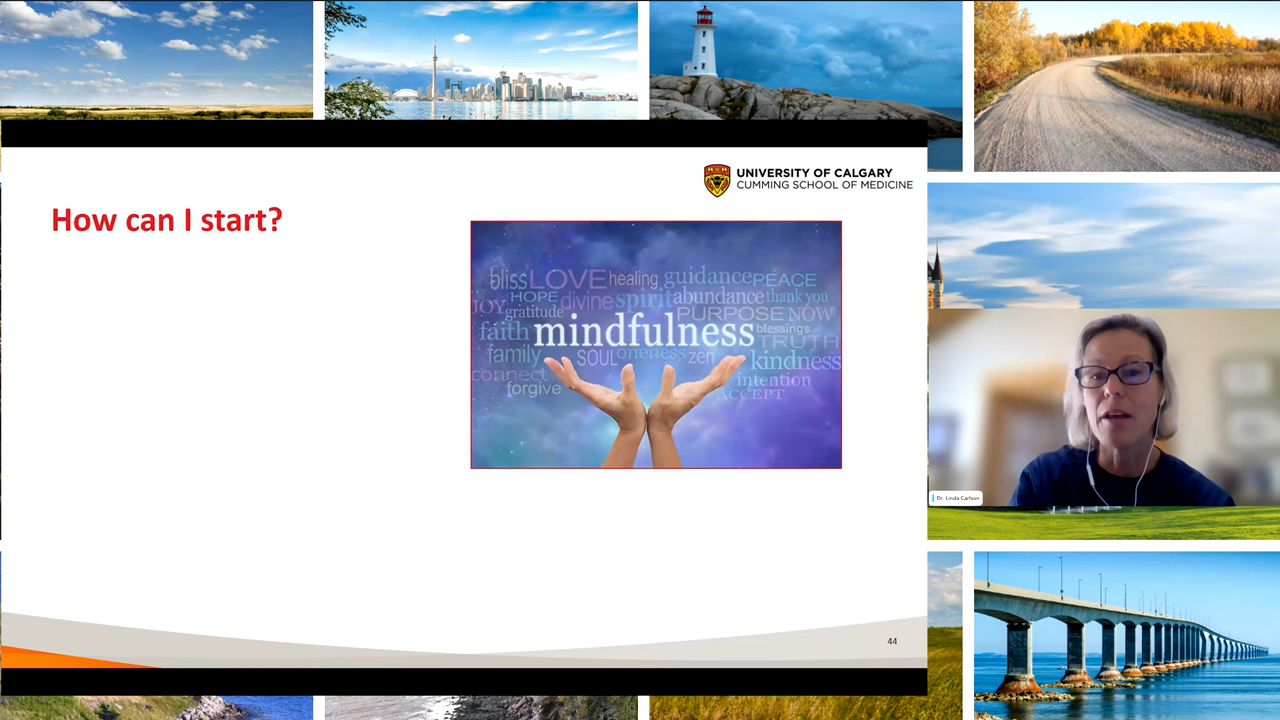 UNIVERSITY OF CALGARY
CUMMING SCHOOL OF MEDICINE
How can I start?
bliss LOVE healing guidance PEACE
HOPE divine spirit abundance thank you
JOY gratitude PURPOSE NOW
faith mindfulness blessings
TRUTH
family SOUL oneness zen kindness
connect intention
forgive ACCEPT
Dr. Linda Carlson
44